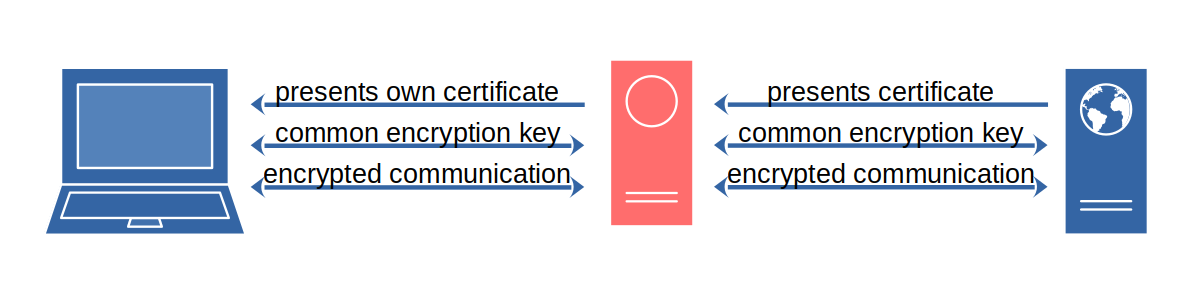 presents own certificate
common encryption key
encrypted communication
presents certificate
common encryption key
encrypted communication